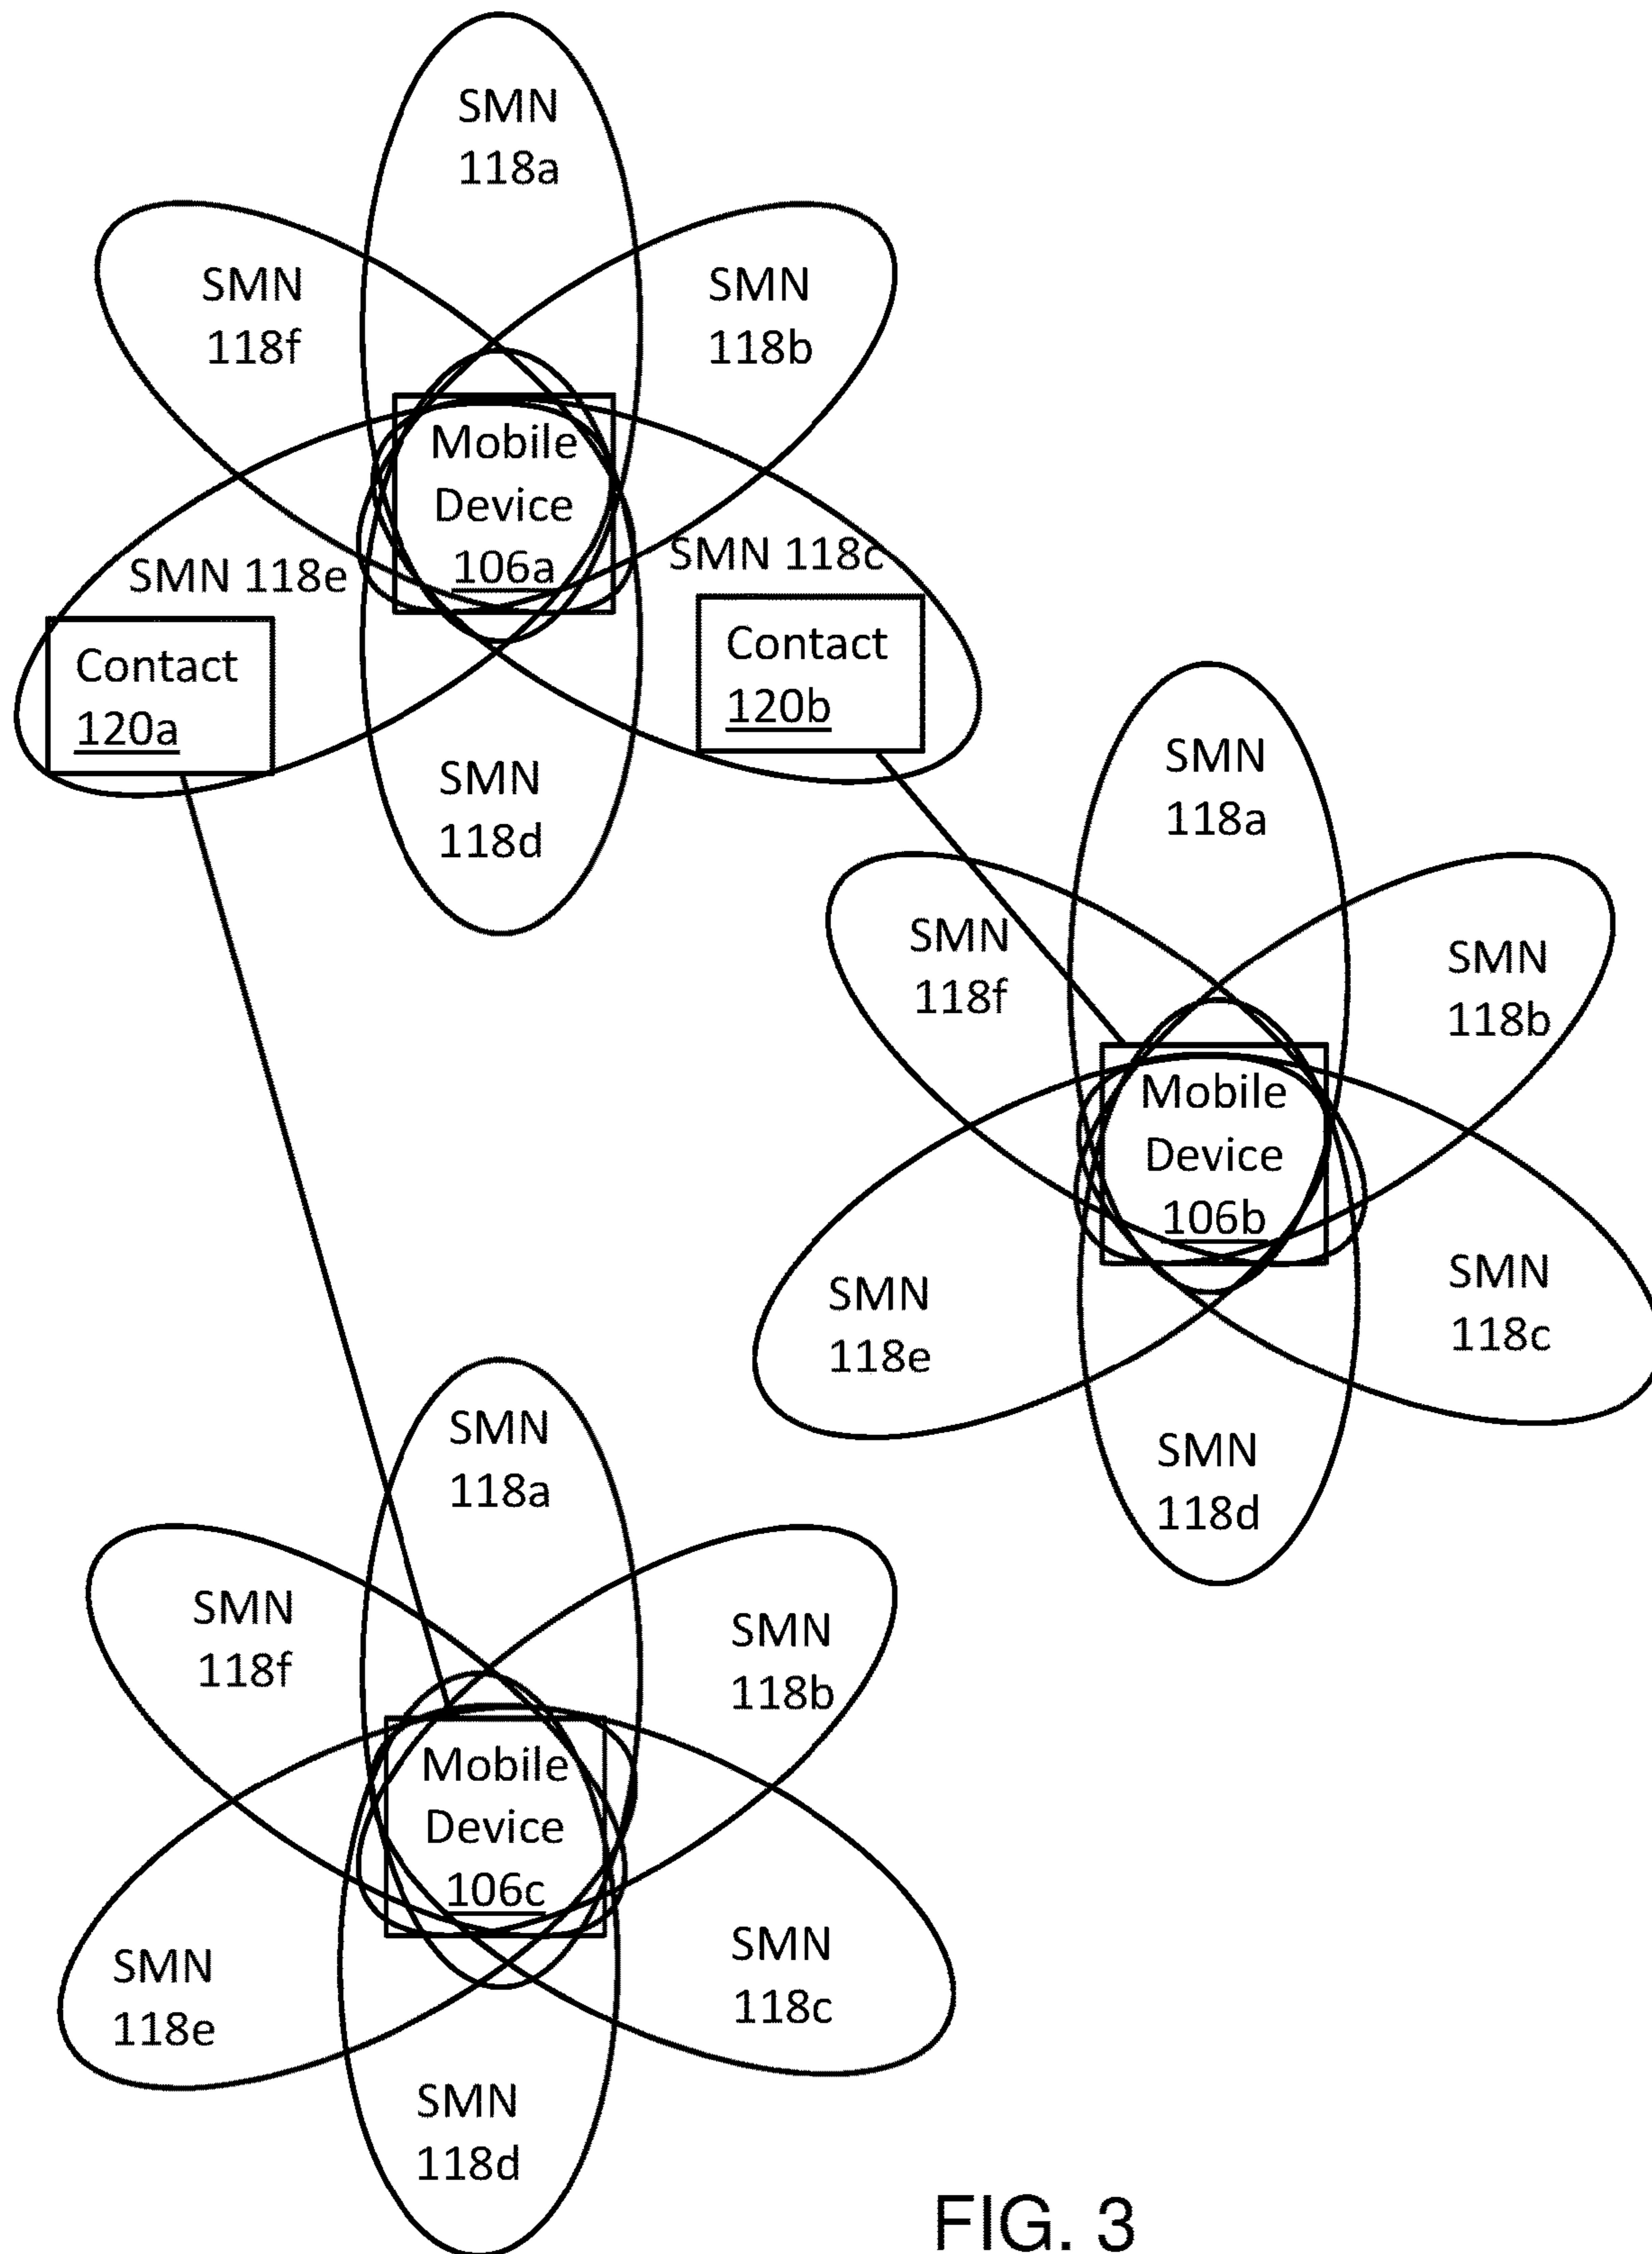 SMN
118a
SMN
118f
SMN
118b
Mobile
Device
106a
SMN 118e
SMN 118c
Contact
120a
Contact
120b
SMN
118d
SMN
118a
SMN
118f
SMN
118b
Mobile
Device
106b
SMN
118e
SMN
118c
SMN
118d
SMN
118a
SMN
118f
SMN
118b
Mobile
Device
106c
SMN
118e
SMN
118c
SMN
118d
FIG. 3